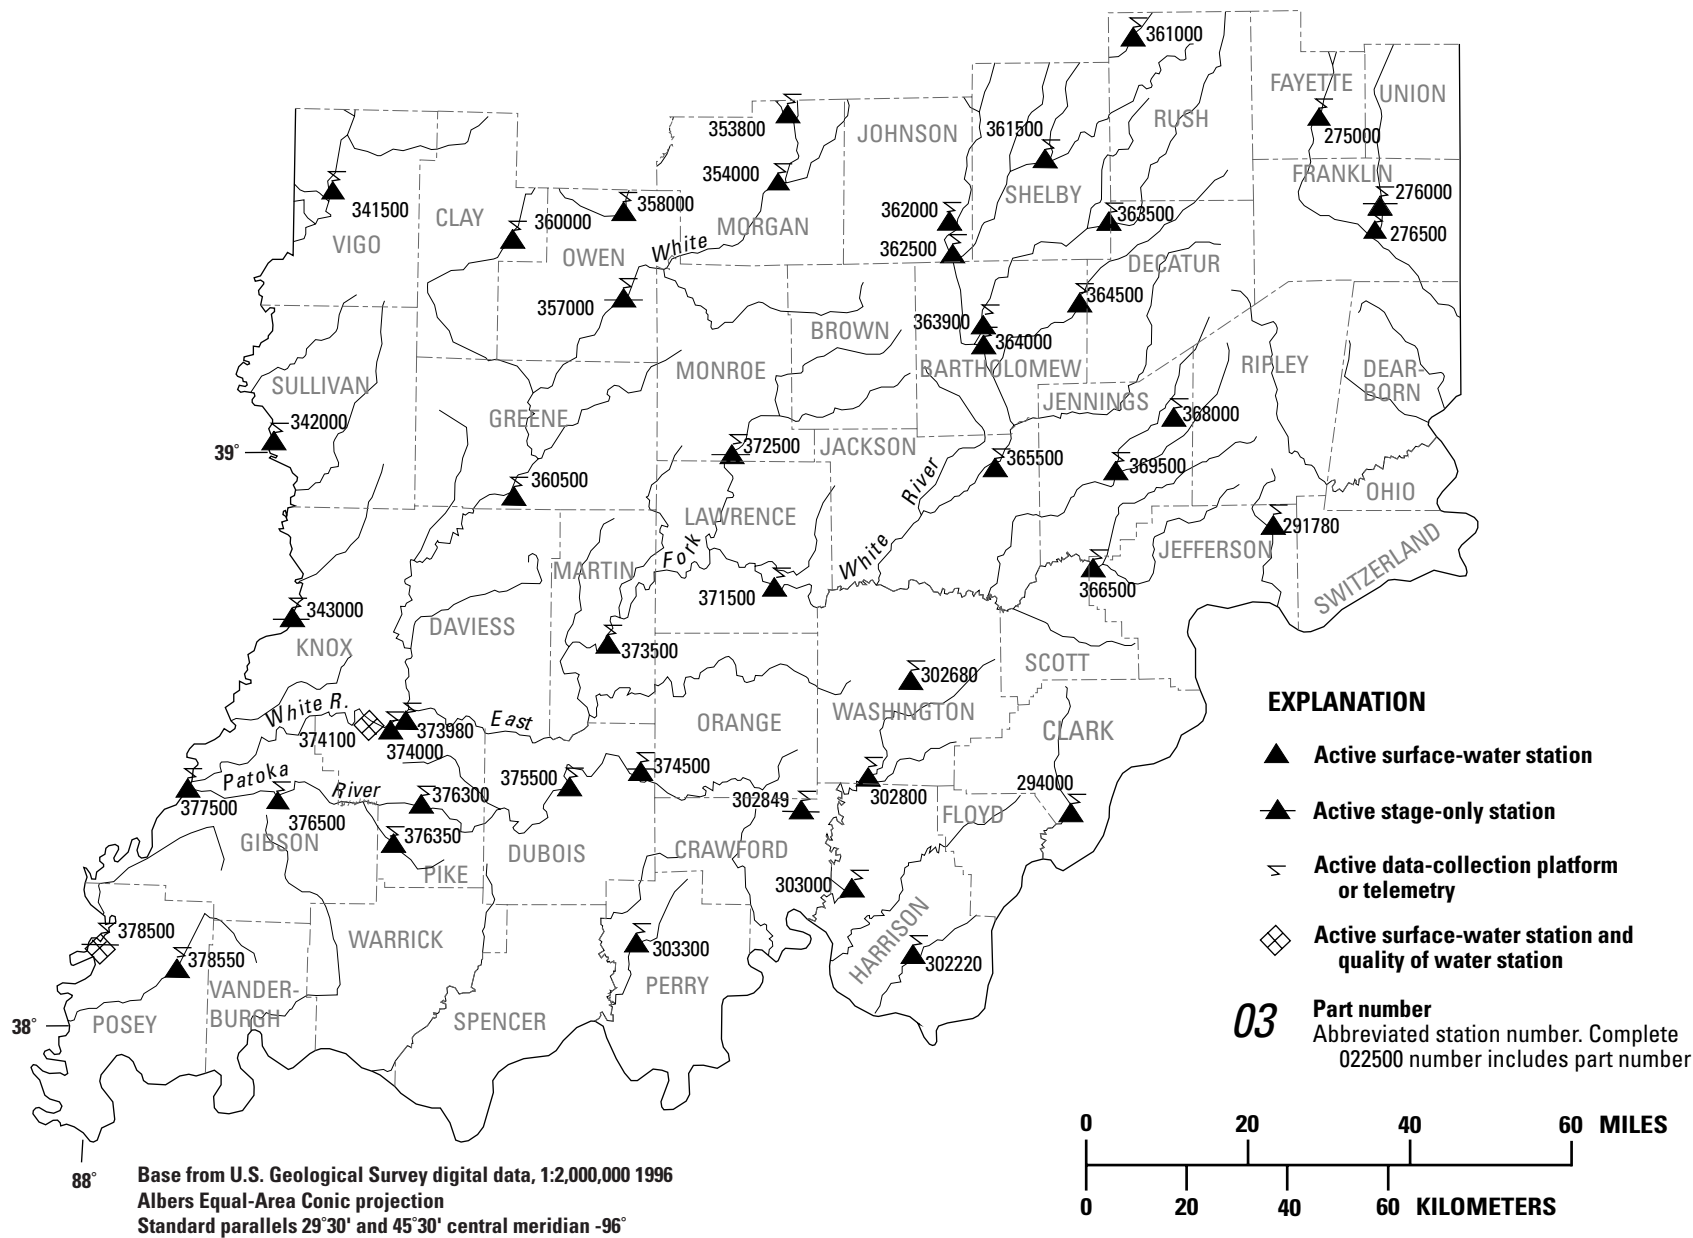 361000
FAYETTE
UNION
353800
JOHNSON
361500
RUSH
275000
354000
FRANKLIN
341500
CLAY
358000
360000
MORGAN
362000
SHELBY
363500
276000
276500
VIGO
OWEN
White
362500
DECATUR
357000
364500
363900
BROWN
364000
SULLIVAN
MONROE
BARTHOLOMEW
RIPLEY
DEAR-
BORN
342000
GREENE
JENNINGS
368000
39°
372500
JACKSON
365500
369500
360500
River
OHIO
LAWRENCE
291780
MARTIN
Fork
White
JEFFERSON
SWITZERLAND
371500
366500
343000
DAVIESS
KNOX
373500
302680
SCOTT
White R.
East
ORANGE
WASHINGTON
CLARK
374100
373980
374000
Patoka
River
375500
374500
302849
302800
294000
377500
376500
376300
376350
GIBSON
PIKE
DUBOIS
CRAWFORD
FLOYD
303000
378500
378550
WARRICK
303300
HARRISON
302220
VANDER-
BURGH
PERRY
38°
POSEY
SPENCER
88°
EXPLANATION
Active surface-water station
Active stage-only station
Active data-collection platform
or telemetry
Active surface-water station and
quality of water station
03
Part number
Abbreviated station number. Complete
022500 number includes part number
0 20 40 60 MILES
0 20 40 60 KILOMETERS
Base from U.S. Geological Survey digital data, 1:2,000,000 1996
Albers Equal-Area Conic projection
Standard parallels 29°30' and 45°30' central meridian -96°